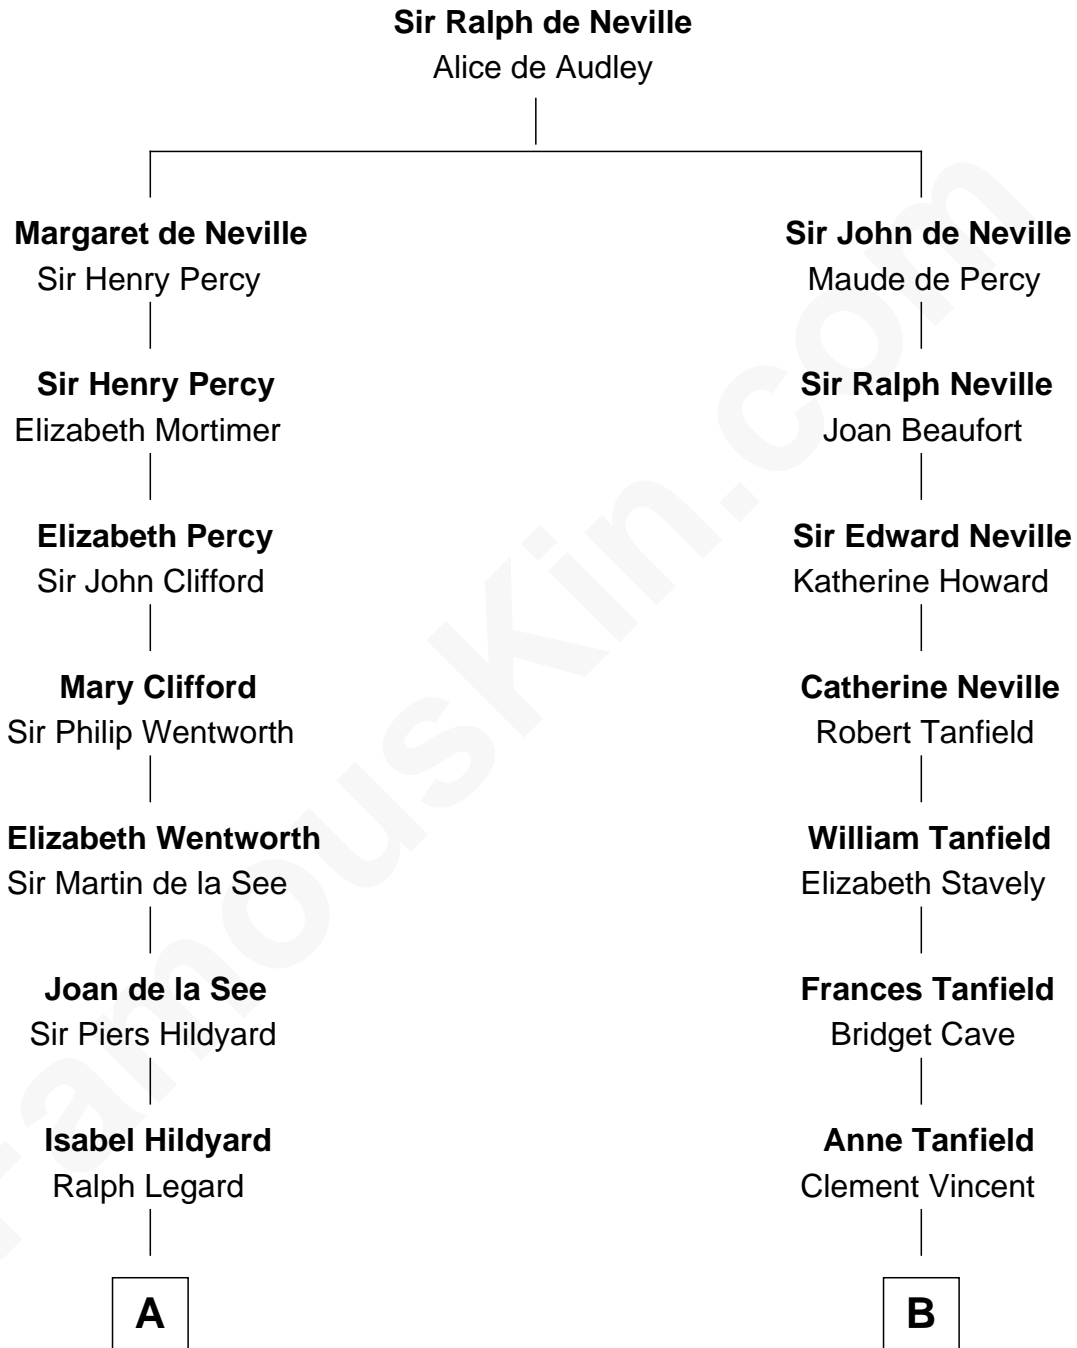 Sir Ralph de Neville
Alice de Audley
Margaret de Neville
Sir Henry Percy
Sir John de Neville
Maude de Percy
Sir Henry Percy
Elizabeth Mortimer
Sir Ralph Neville
Joan Beaufort
Elizabeth Percy
Sir John Clifford
Sir Edward Neville
Katherine Howard
Mary Clifford
Sir Philip Wentworth
Catherine Neville
Robert Tanfield
Elizabeth Wentworth
Sir Martin de la See
William Tanfield
Elizabeth Stavely
Joan de la See
Sir Piers Hildyard
Frances Tanfield
Bridget Cave
Isabel Hildyard
Ralph Legard
Anne Tanfield
Clement Vincent
A
B
FamousKin.com